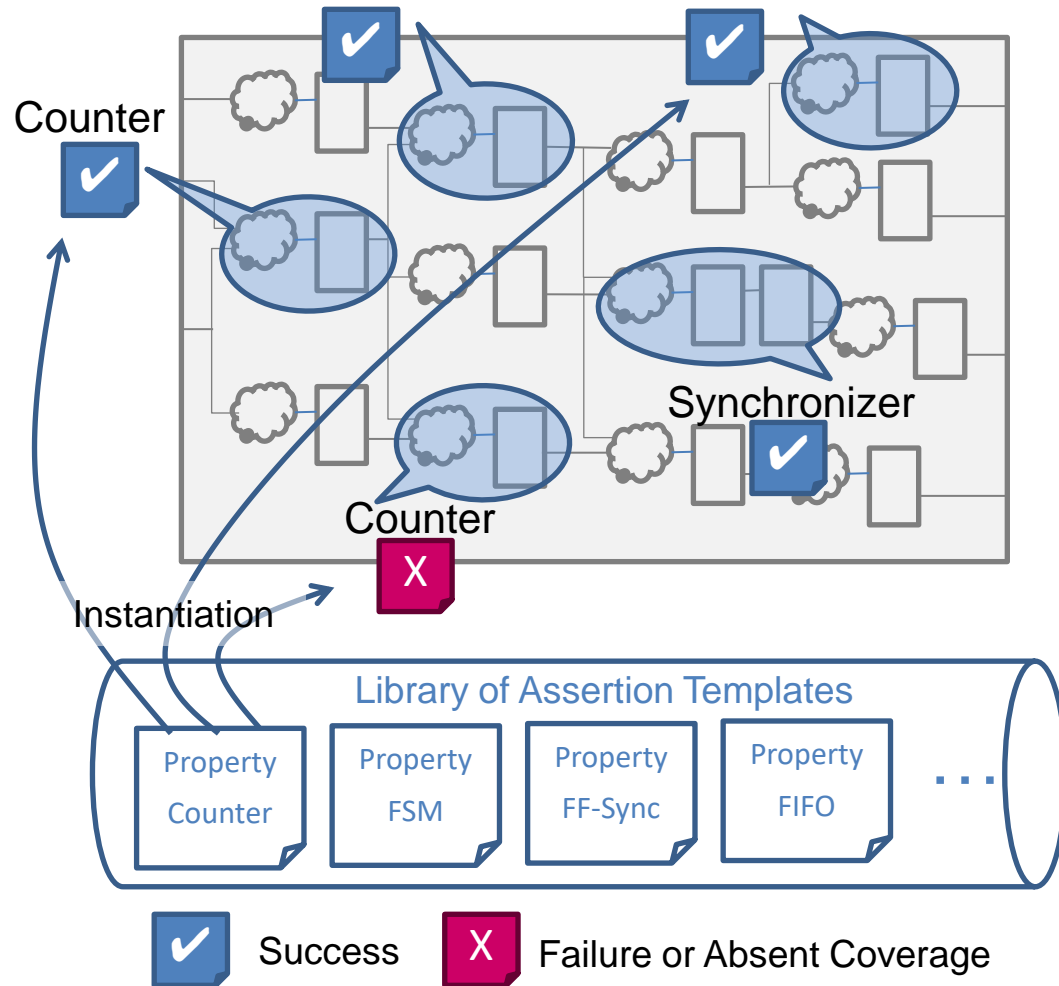 Counter
✔
✔
✔
Synchronizer
✔
Counter
X
Instantiation
Library of Assertion Templates
Property
Counter
Property
FSM
Property
FF-Sync
Property
FIFO
...
✔ Success
X Failure or Absent Coverage